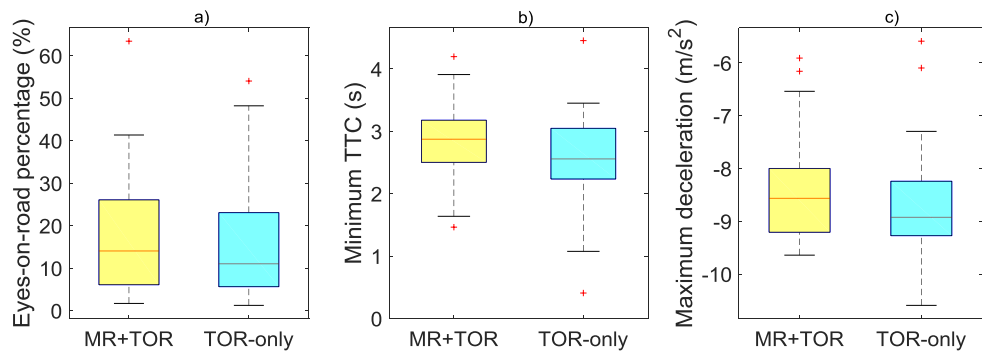 a)
Eyes-on-road percentage (%)
60
50
40
30
20
10
0
MR+TOR
TOR-only
b)
Minimum TTC (s)
4
3
2
1
0
MR+TOR
TOR-only
c)
Maximum deceleration (m/s²)
-6
-7
-8
-9
-10
MR+TOR
TOR-only